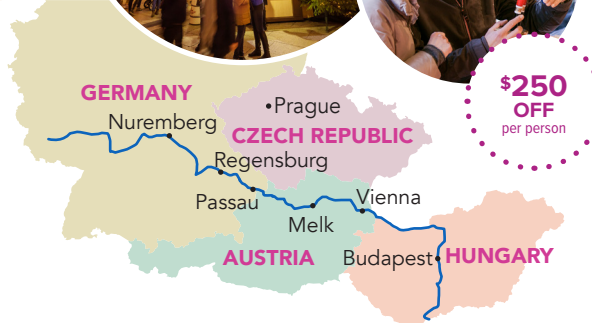 $250
OFF
per person
GERMANY
Prague
Nuremberg
CZECH REPUBLIC
Regensburg
Passau
Vienna
Melk
AUSTRIA
Budapest
HUNGARY